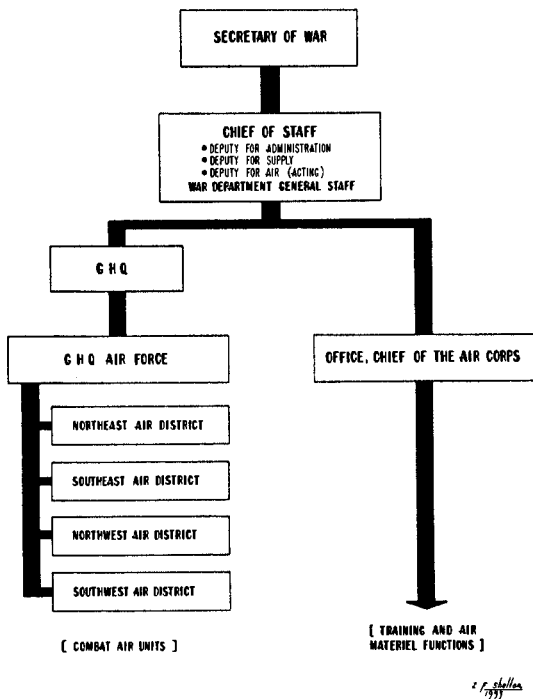 SECRETARY OF WAR
CHIEF OF STAFF
• DEPUTY FOR ADMINISTRATION
• DEPUTY FOR SUPPLY
• DEPUTY FOR AIR (ACTING)
WAR DEPARTMENT GENERAL STAFF
GHQ
GHQ AIR FORCE
OFFICE, CHIEF OF THE AIR CORPS
NORTHEAST AIR DISTRICT
SOUTHEAST AIR DISTRICT
NORTHWEST AIR DISTRICT
SOUTHWEST AIR DISTRICT
[ COMBAT AIR UNITS ]
[ TRAINING AND AIR
MATERIEL FUNCTIONS ]